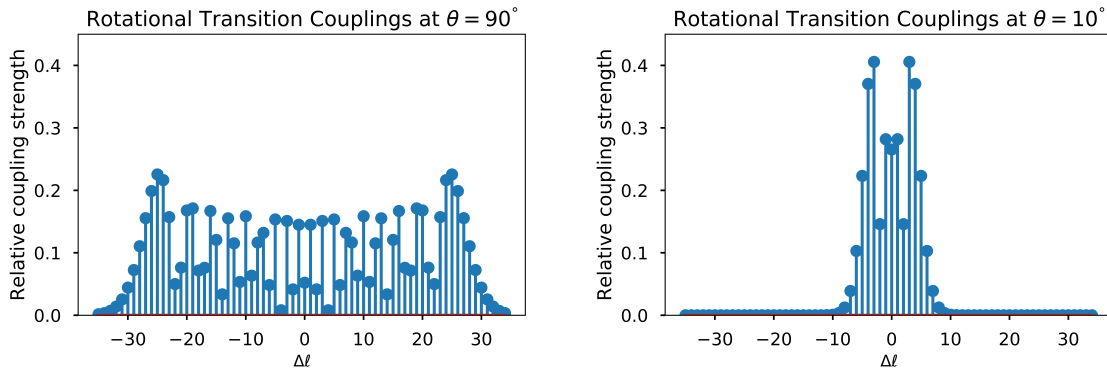 Rotational Transition Couplings at θ = 90°
Relative coupling strength
0.4
0.3
0.2
0.1
0.0
−30 −20 −10 0 10 20 30
Δℓ
Rotational Transition Couplings at θ = 10°
Relative coupling strength
0.4
0.3
0.2
0.1
0.0
−30 −20 −10 0 10 20 30
Δℓ